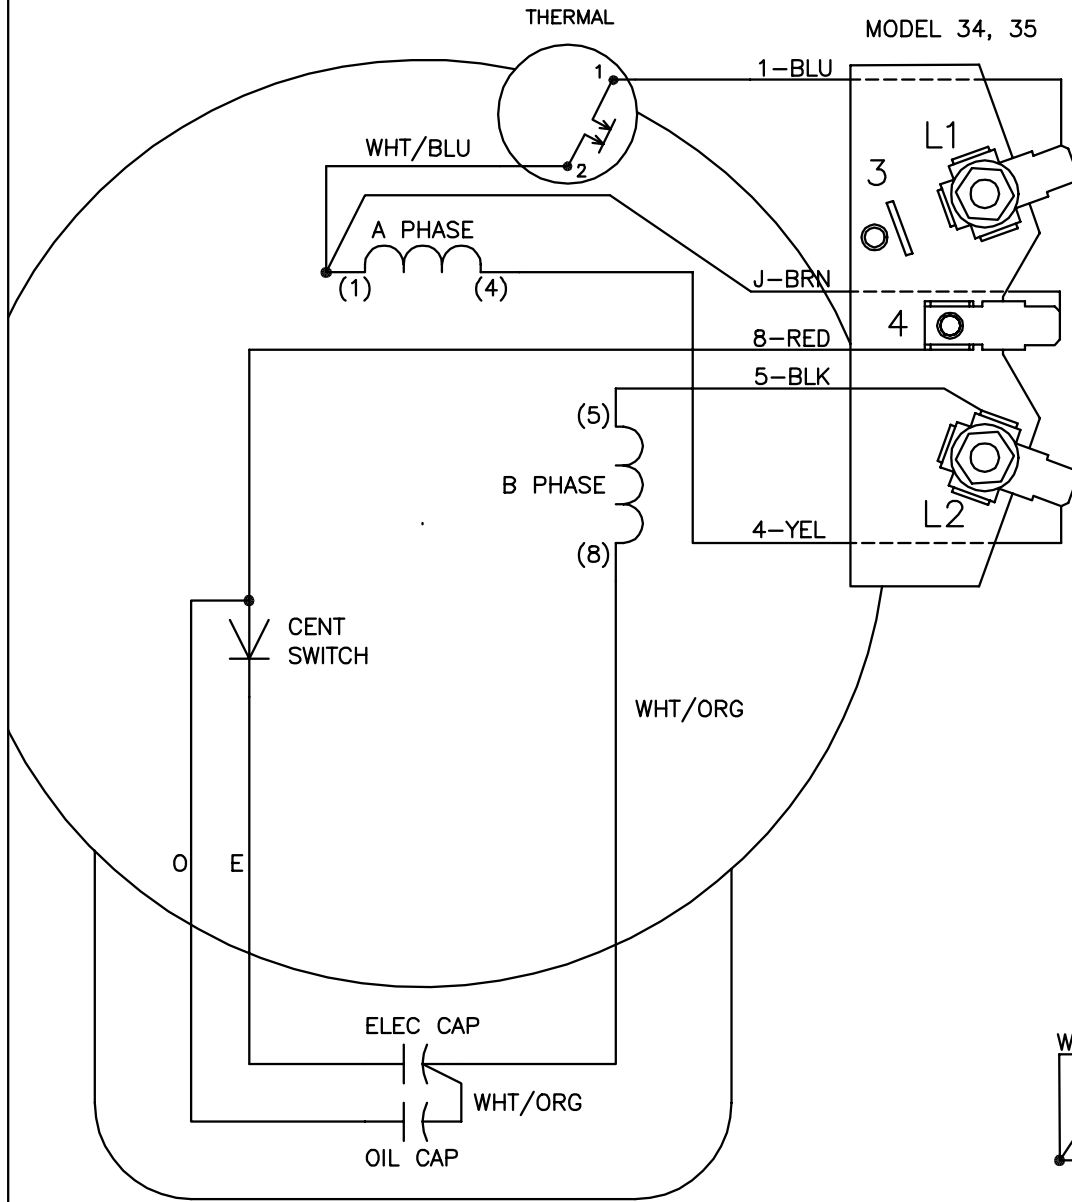 THERMAL
MODEL 34, 35
1-BLU
1
L1
WHT/BLU
2
3
A PHASE
(1)
(4)
J-BRN
4
8-RED
5-BLK
(5)
B PHASE
L2
4-YEL
(8)
CENT
SWITCH
WHT/ORG
O
E
ELEC CAP
W
WHT/ORG
OIL CAP